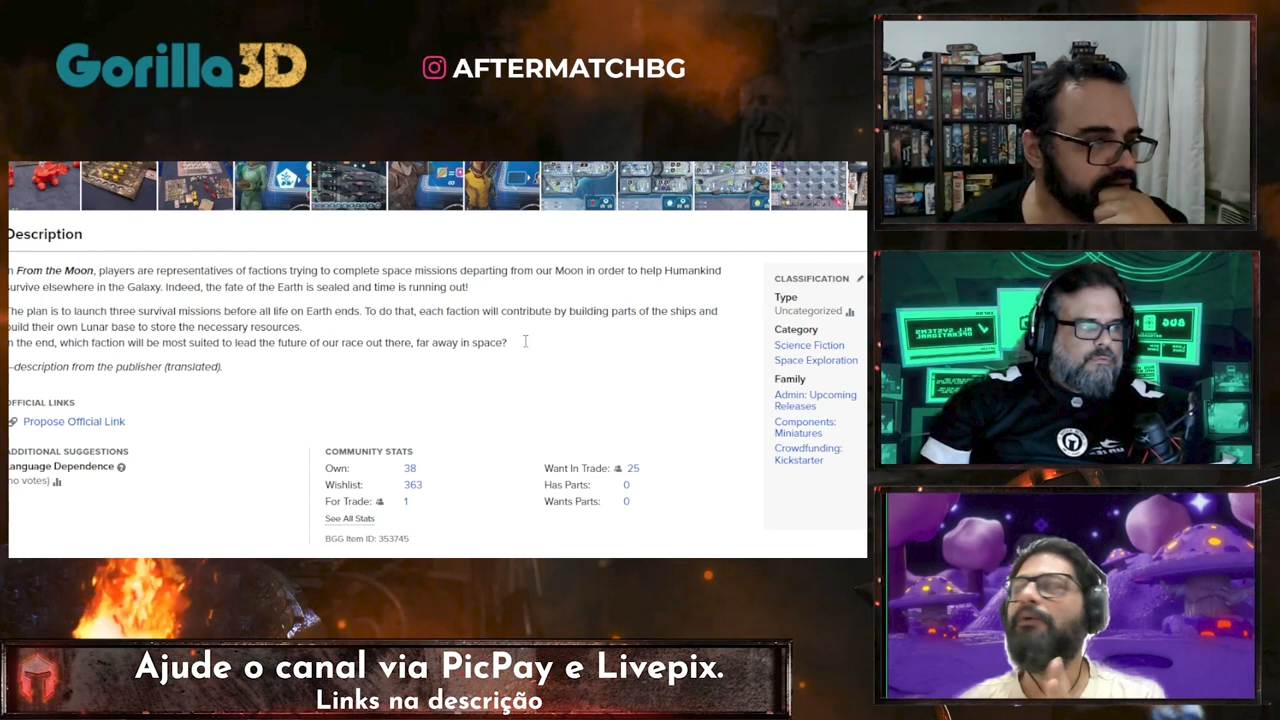 Gorilla3D
AFTERMATCHBG
Description
From the Moon, players are representatives of factions trying to complete space missions departing from our Moon in order to help Humankind
survive elsewhere in the Galaxy. Indeed, the fate of the Earth is sealed and time is running out!
The plan is to launch three survival missions before all life on Earth ends. To do that, each faction will contribute by building parts of the ships and
build their own Lunar base to store the necessary resources.
n the end, which faction will be most suited to lead the future of our race out there, far away in space?
—description from the publisher (translated).
OFFICIAL LINKS
Propose Official Link
ADDITIONAL SUGGESTIONS
Language Dependence
no votes)
COMMUNITY STATS
Own: 38
Wishlist: 363
For Trade: 1
See All Stats
BGG Item ID: 353745
Want In Trade: 25
Has Parts: 0
Wants Parts: 0
CLASSIFICATION
Type
Uncategorized
Category
Science Fiction
Space Exploration
Family
Admin: Upcoming
Releases
Components:
Miniatures
Crowdfunding:
Kickstarter
ALL SYSTEMS
OPERATIONAL
Ajude o canal via PicPay e Livepix.
Links na descrição